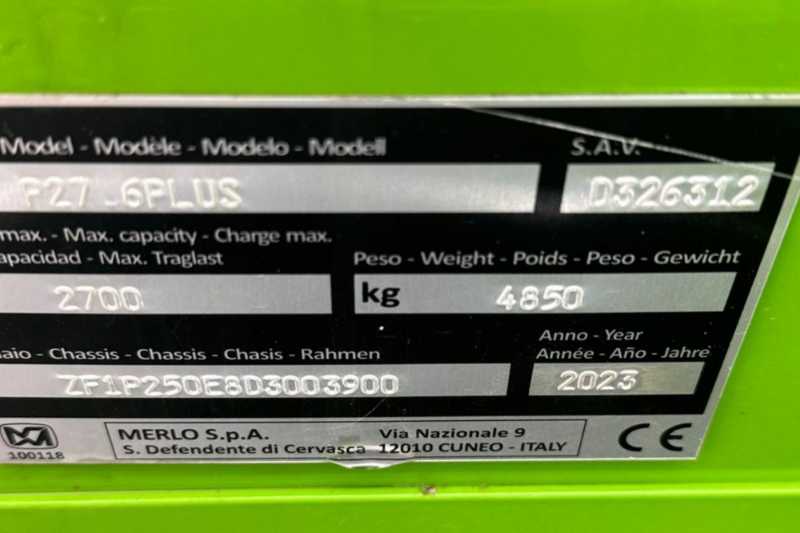 Model - Modèle - Modelo - Modell
S.A.V.
P27.6PLUS
D326312
max. - Max. capacity - Charge max.
apacidad - Max. Traglast
Peso - Weight - Poids - Peso - Gewicht
2700
kg 4850
aio - Chassis - Chassis - Chasis - Rahmen
Anno - Year
Année - Año - Jahre
ZF1P250E8D3003900
2023
MERLO S.p.A. Via Nazionale 9
S. Defendente di Cervasca 12010 CUNEO - ITALY
100118
CE